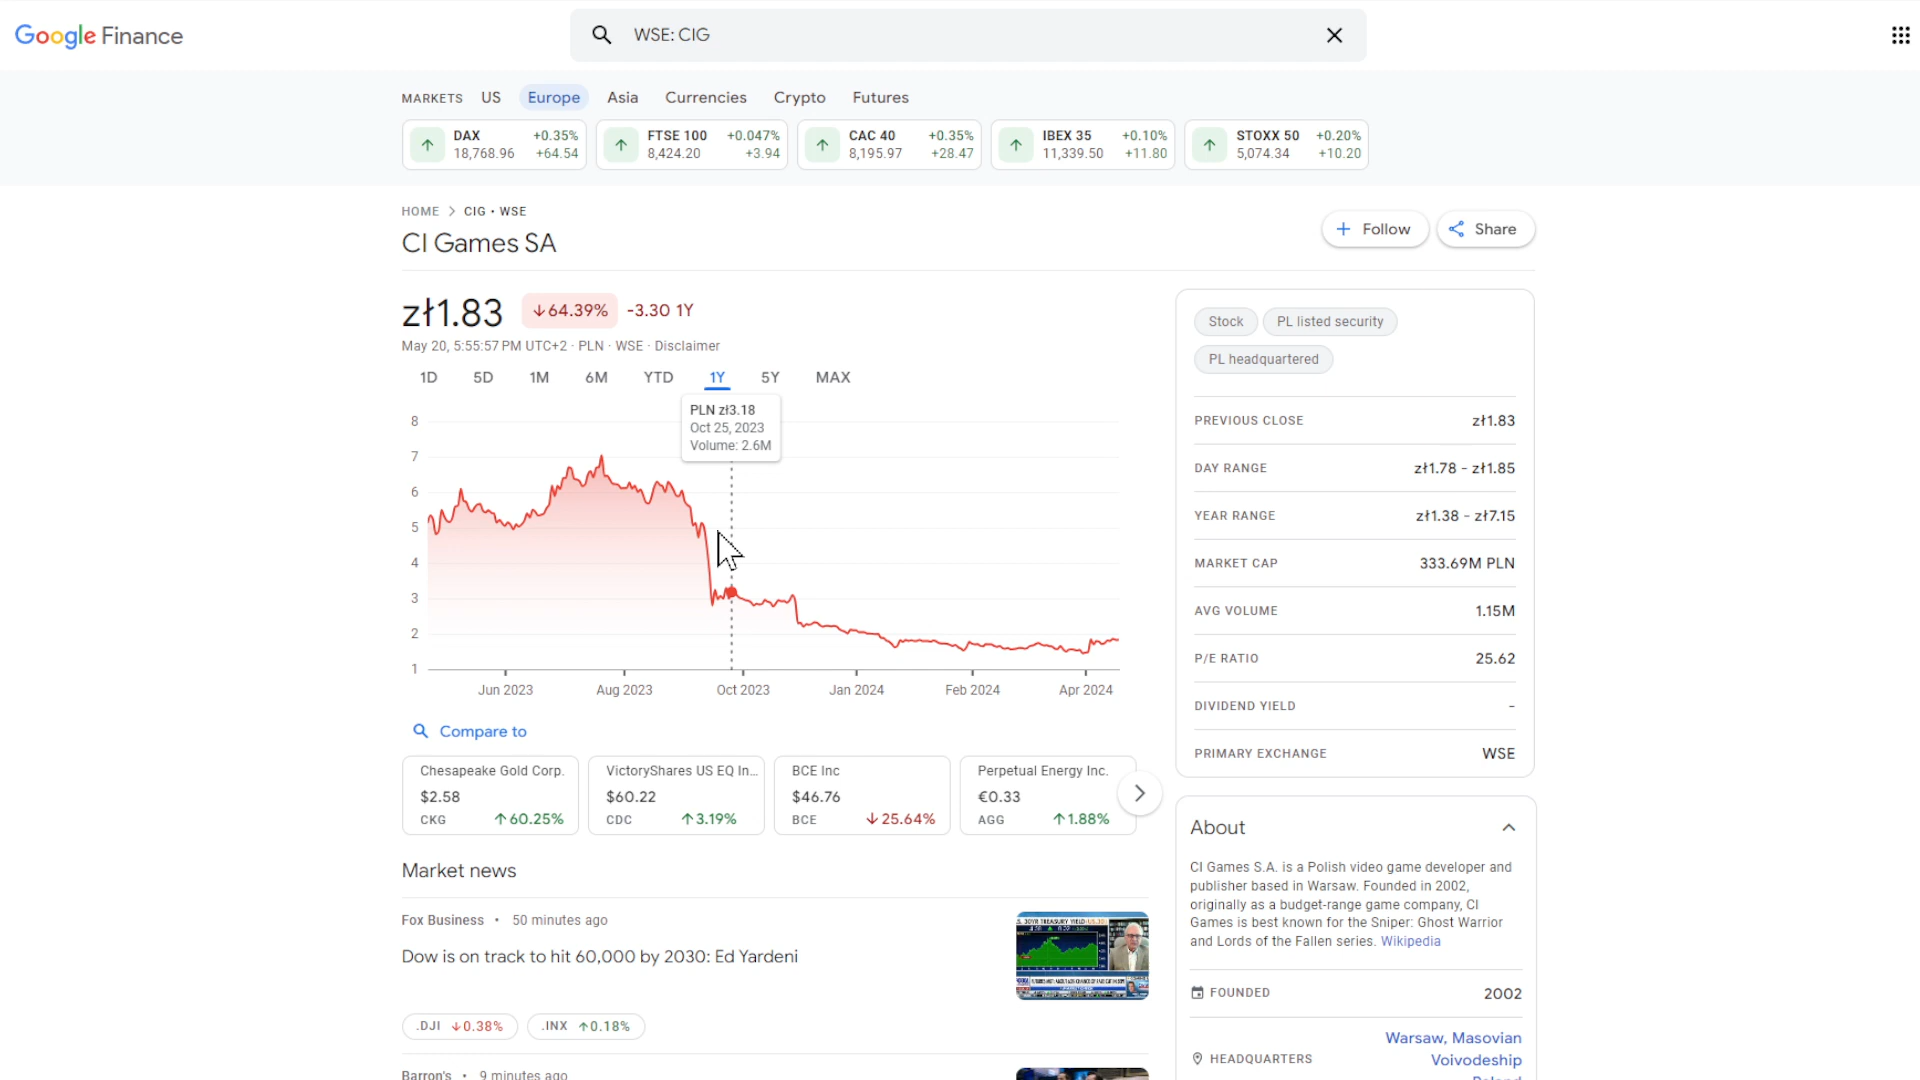 Google Finance
WSE: CIG
MARKETS US Europe Asia Currencies Crypto Futures
DAX +0.35%
18,768.96 +64.54
FTSE 100 +0.047%
8,424.20 +3.94
CAC 40 +0.35%
8,195.97 +28.47
IBEX 35 +0.10%
11,339.50 +11.80
STOXX 50 +0.20%
5,074.34 +10.20
HOME > CIG • WSE
CI Games SA
Follow
Share
zł1.83 ↓64.39% -3.30 1Y
May 20, 5:55:57 PM UTC+2 · PLN · WSE · Disclaimer
1D 5D 1M 6M YTD 1Y 5Y MAX
PLN zł3.18
Oct 25, 2023
Volume: 2.6M
8
7
6
5
4
3
2
1
Jun 2023 Aug 2023 Oct 2023 Jan 2024 Feb 2024 Apr 2024
Stock PL listed security
PL headquartered
PREVIOUS CLOSE zł1.83
DAY RANGE zł1.78 - zł1.85
YEAR RANGE zł1.38 - zł7.15
MARKET CAP 333.69M PLN
AVG VOLUME 1.15M
P/E RATIO 25.62
DIVIDEND YIELD -
PRIMARY EXCHANGE WSE
Compare to
Chesapeake Gold Corp.
$2.58
CKG ↑60.25%
VictoryShares US EQ In...
$60.22
CDC ↑3.19%
BCE Inc
$46.76
BCE ↓25.64%
Perpetual Energy Inc.
€0.33
AGG ↑1.88%
Market news
Fox Business • 50 minutes ago
Dow is on track to hit 60,000 by 2030: Ed Yardeni
.DJI ↓0.38% .INX ↑0.18%
Barron's • 9 minutes ago
About
CI Games S.A. is a Polish video game developer and
publisher based in Warsaw. Founded in 2002,
originally as a budget-range game company, CI
Games is best known for the Sniper: Ghost Warrior
and Lords of the Fallen series. Wikipedia
FOUNDED 2002
HEADQUARTERS Warsaw, Masovian
Voivodeship
Poland